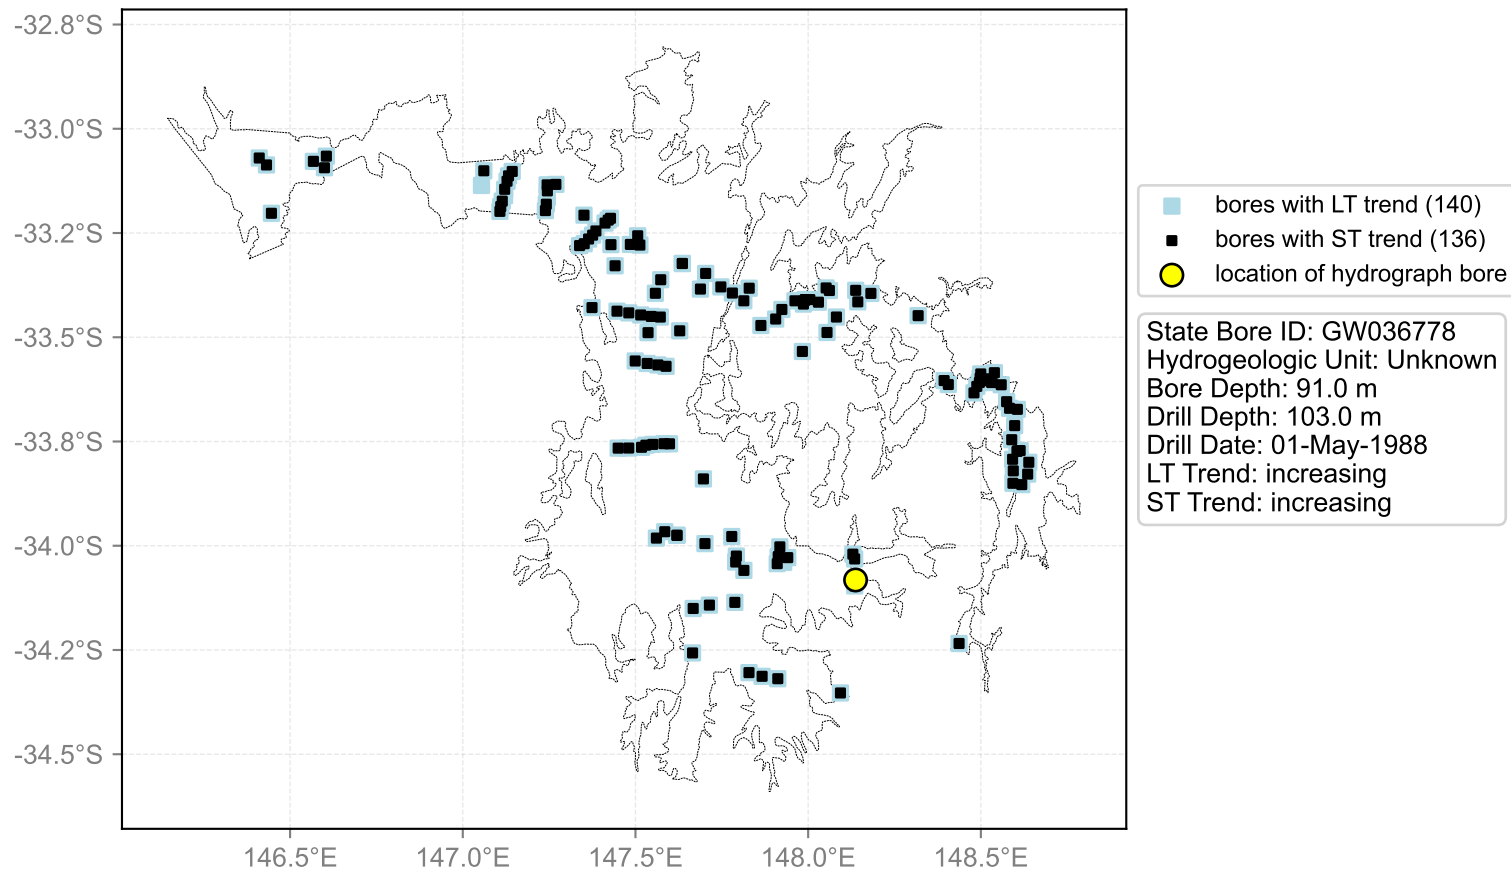 -32.8°S
-33.0°S
-33.2°S
-33.5°S
-33.8°S
-34.0°S
-34.2°S
-34.5°S
146.5°E
147.0°E
147.5°E
148.0°E
148.5°E
bores with LT trend (140)
bores with ST trend (136)
location of hydrograph bore
State Bore ID: GW036778
Hydrogeologic Unit: Unknown
Bore Depth: 91.0 m
Drill Depth: 103.0 m
Drill Date: 01-May-1988
LT Trend: increasing
ST Trend: increasing